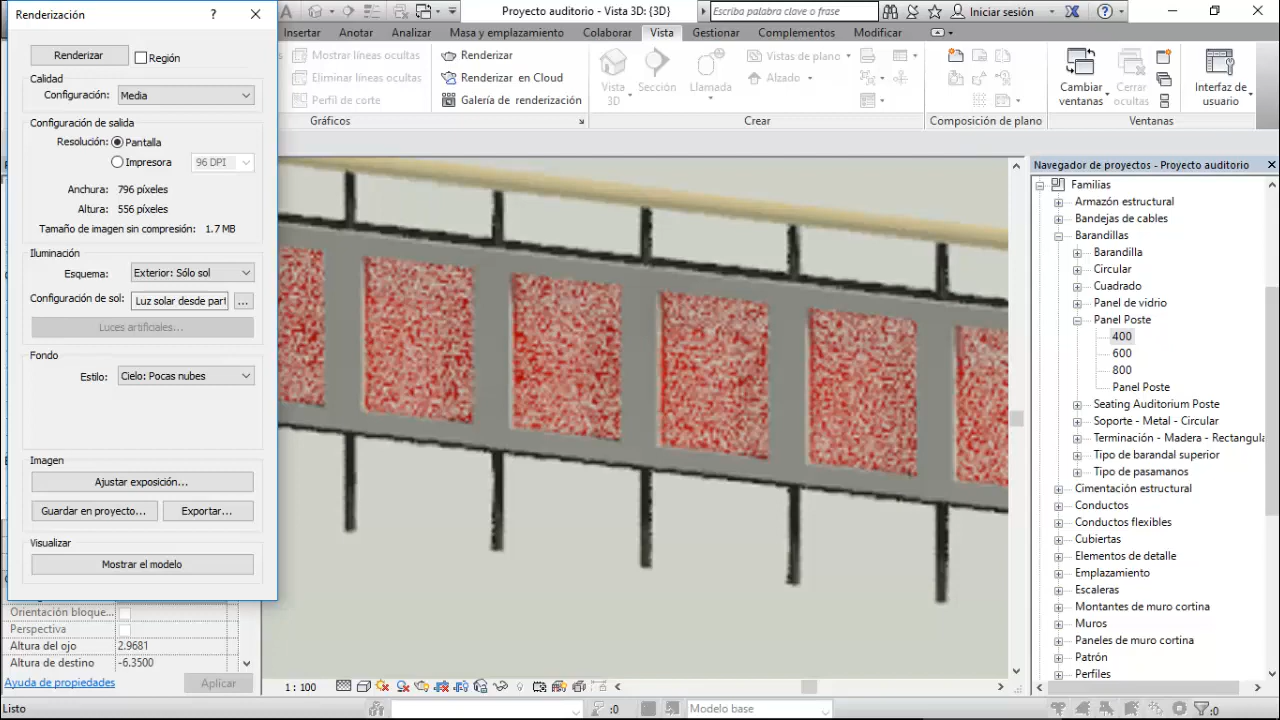 Renderización
?
Renderizar
Región
Calidad
Configuración:
Media
Configuración de salida
Resolución:
Pantalla
Impresora
96 DPI
Anchura:
796 píxeles
Altura:
556 píxeles
Tamaño de imagen sin compresión:
1.7 MB
Iluminación
Esquema:
Exterior: Sólo sol
Configuración de sol:
Luz solar desde part
...
Luces artificiales...
Fondo
Estilo:
Cielo: Pocas nubes
Imagen
Ajustar exposición...
Guardar en proyecto...
Exportar...
Visualizar
Mostrar el modelo
Orientación bloque...
Perspectiva
Altura del ojo
2.9681
Altura de destino
-6.3500
Ayuda de propiedades
Aplicar
Listo
A
Proyecto auditorio - Vista 3D: {3D}
Escriba palabra clave o frase
Iniciar sesión
?
Insertar
Anotar
Analizar
Masa y emplazamiento
Colaborar
Vista
Gestionar
Complementos
Modificar
Mostrar líneas ocultas
Eliminar líneas ocultas
Perfil de corte
Renderizar
Renderizar en Cloud
Galería de renderización
Gráficos
Vista 3D
Sección
Llamada
Vistas de plano
Alzado
Crear
Composición de plano
Cambiar ventanas
Cerrar ocultas
Interfaz de usuario
Ventanas
Navegador de proyectos - Proyecto auditorio
Familias
Armazón estructural
Bandejas de cables
Barandillas
Barandilla
Circular
Cuadrado
Panel de vidrio
Panel Poste
400
600
800
Panel Poste
Seating Auditorium Poste
Soporte - Metal - Circular
Terminación - Madera - Rectangula
Tipo de barandal superior
Tipo de pasamanos
Cimentación estructural
Conductos
Conductos flexibles
Cubiertas
Elementos de detalle
Emplazamiento
Escaleras
Montantes de muro cortina
Muros
Paneles de muro cortina
Patrón
Perfiles
1 : 100
:0
Modelo base
:0